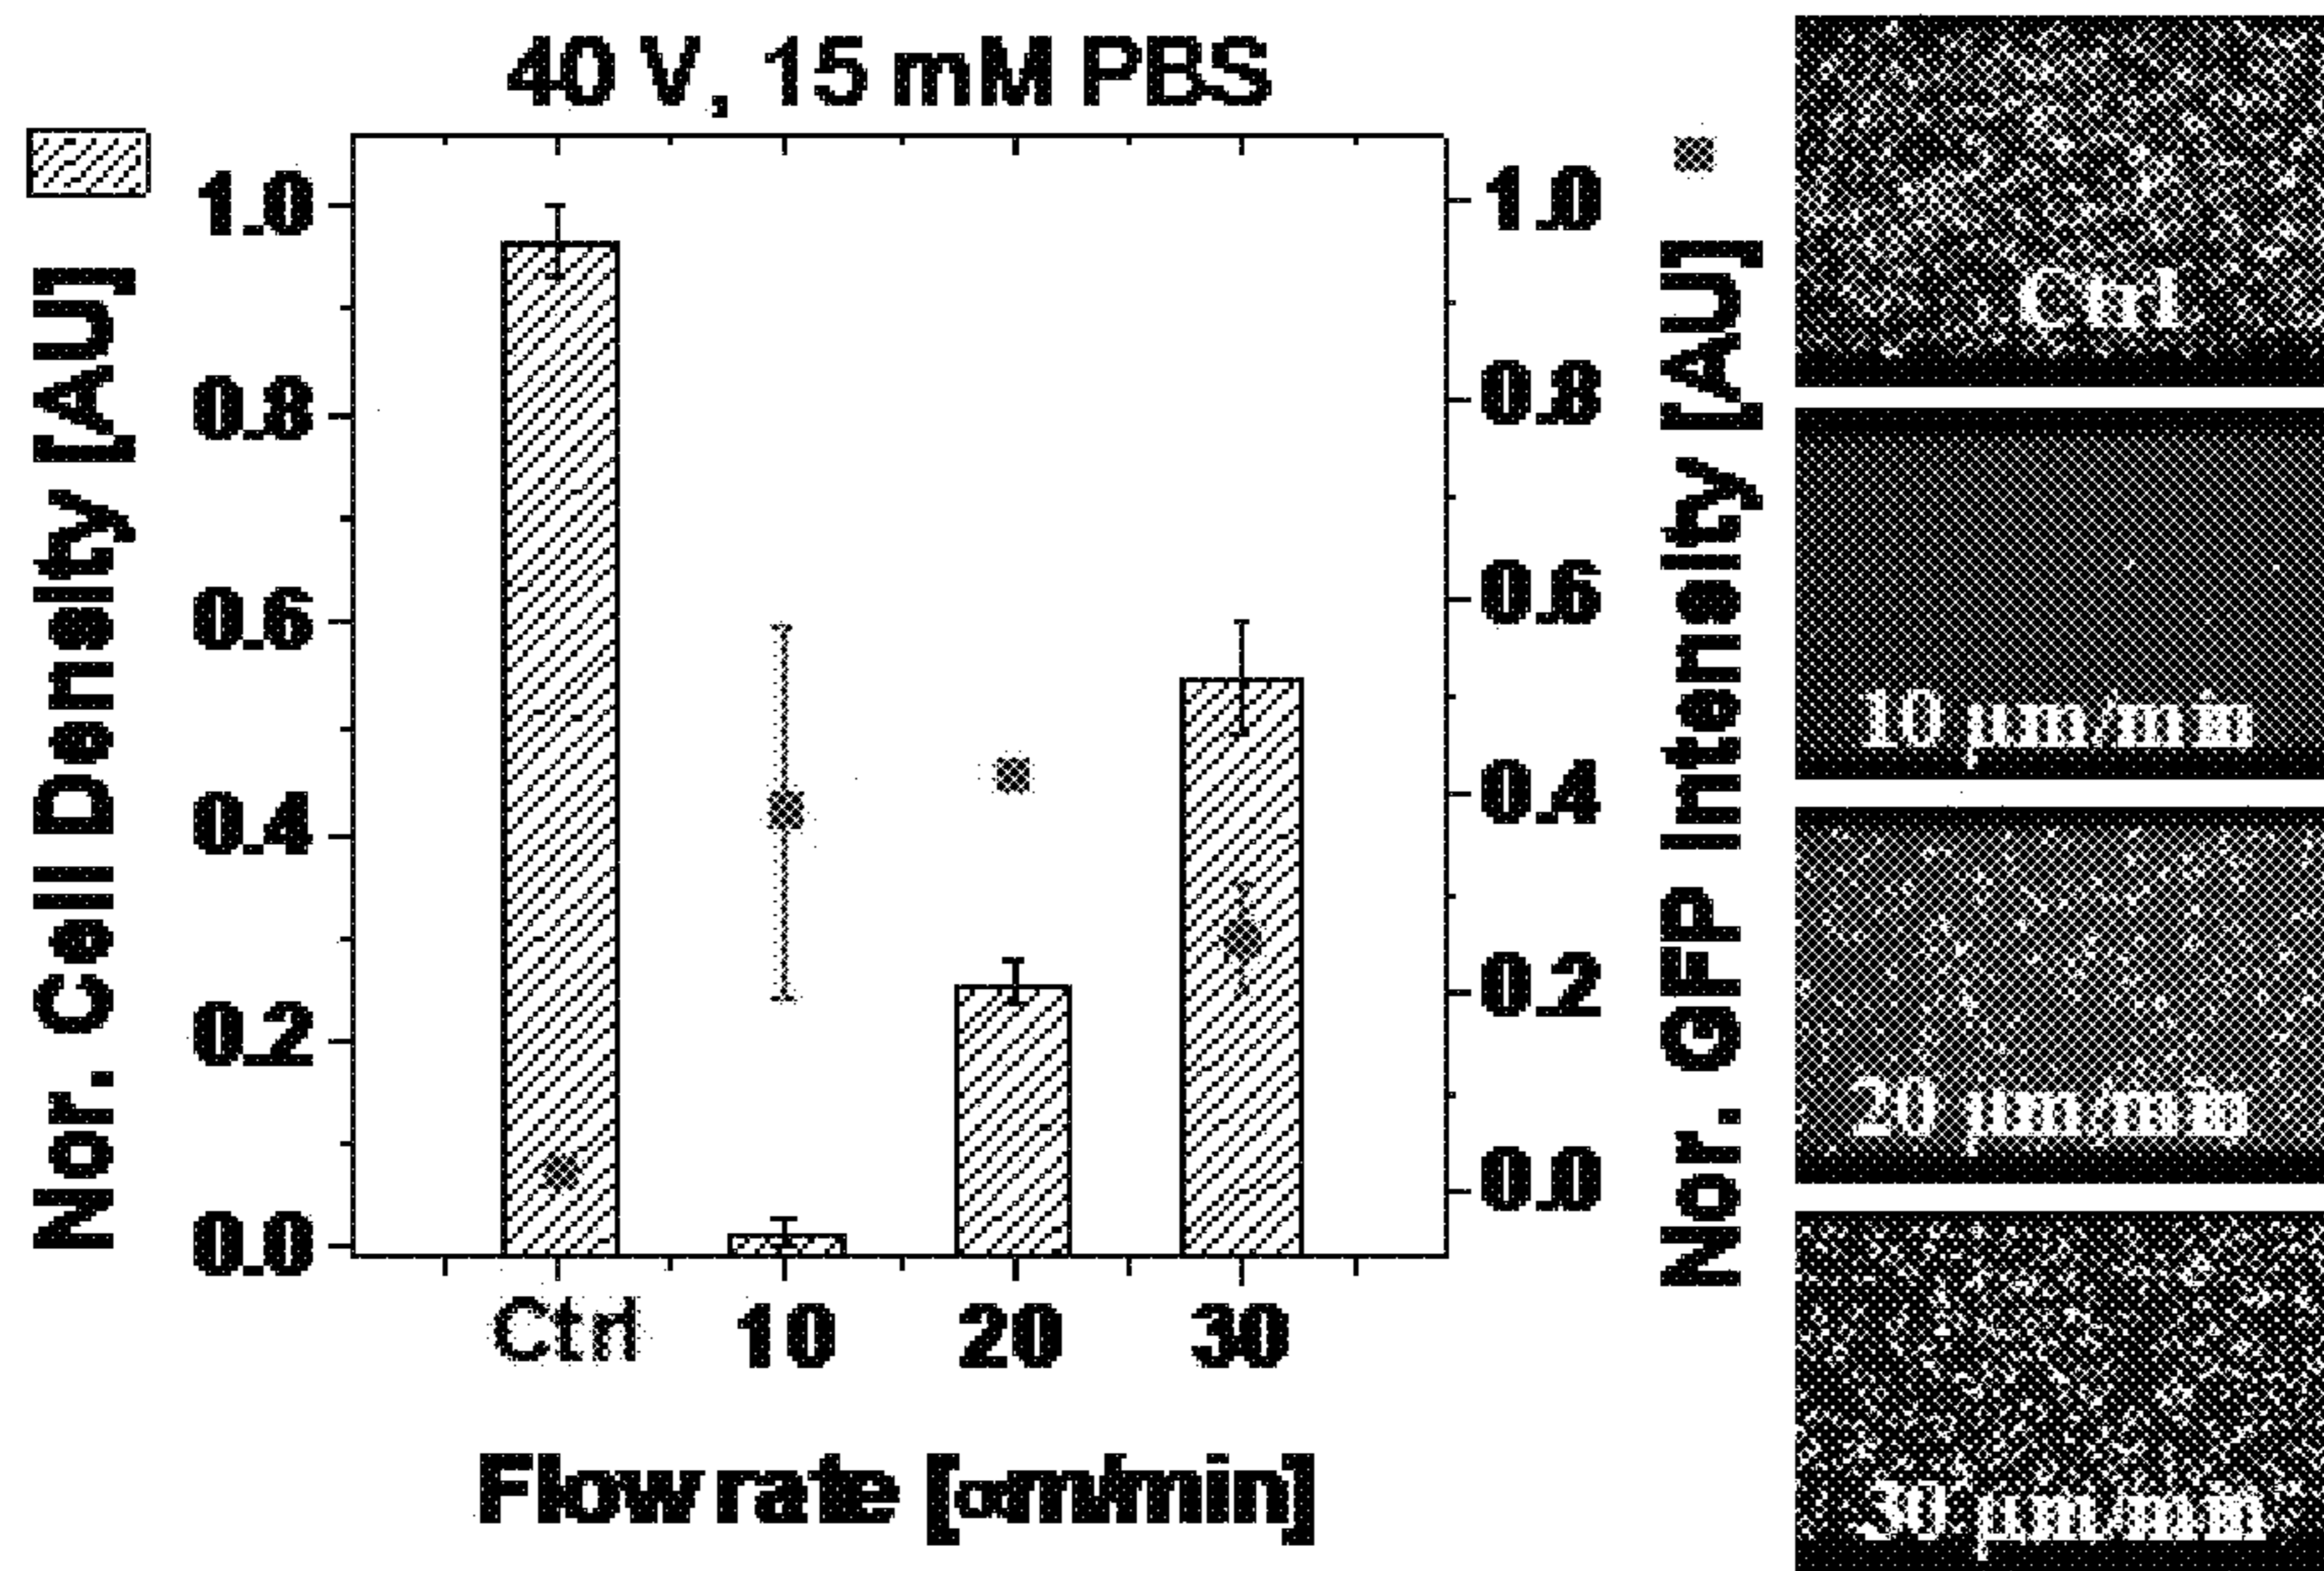 40 V, 15 mM PBS
Nor. Cell Density [AU]
1.0
0.8
0.6
0.4
0.2
0.0
Ctrl
10
20
30
Flow rate [αm/min]
1.0
0.8
0.6
0.4
0.2
0.0
Nor. GFP Intensity [AU]
Ctrl
10 μm/min
20 μm/min
30 μm/min